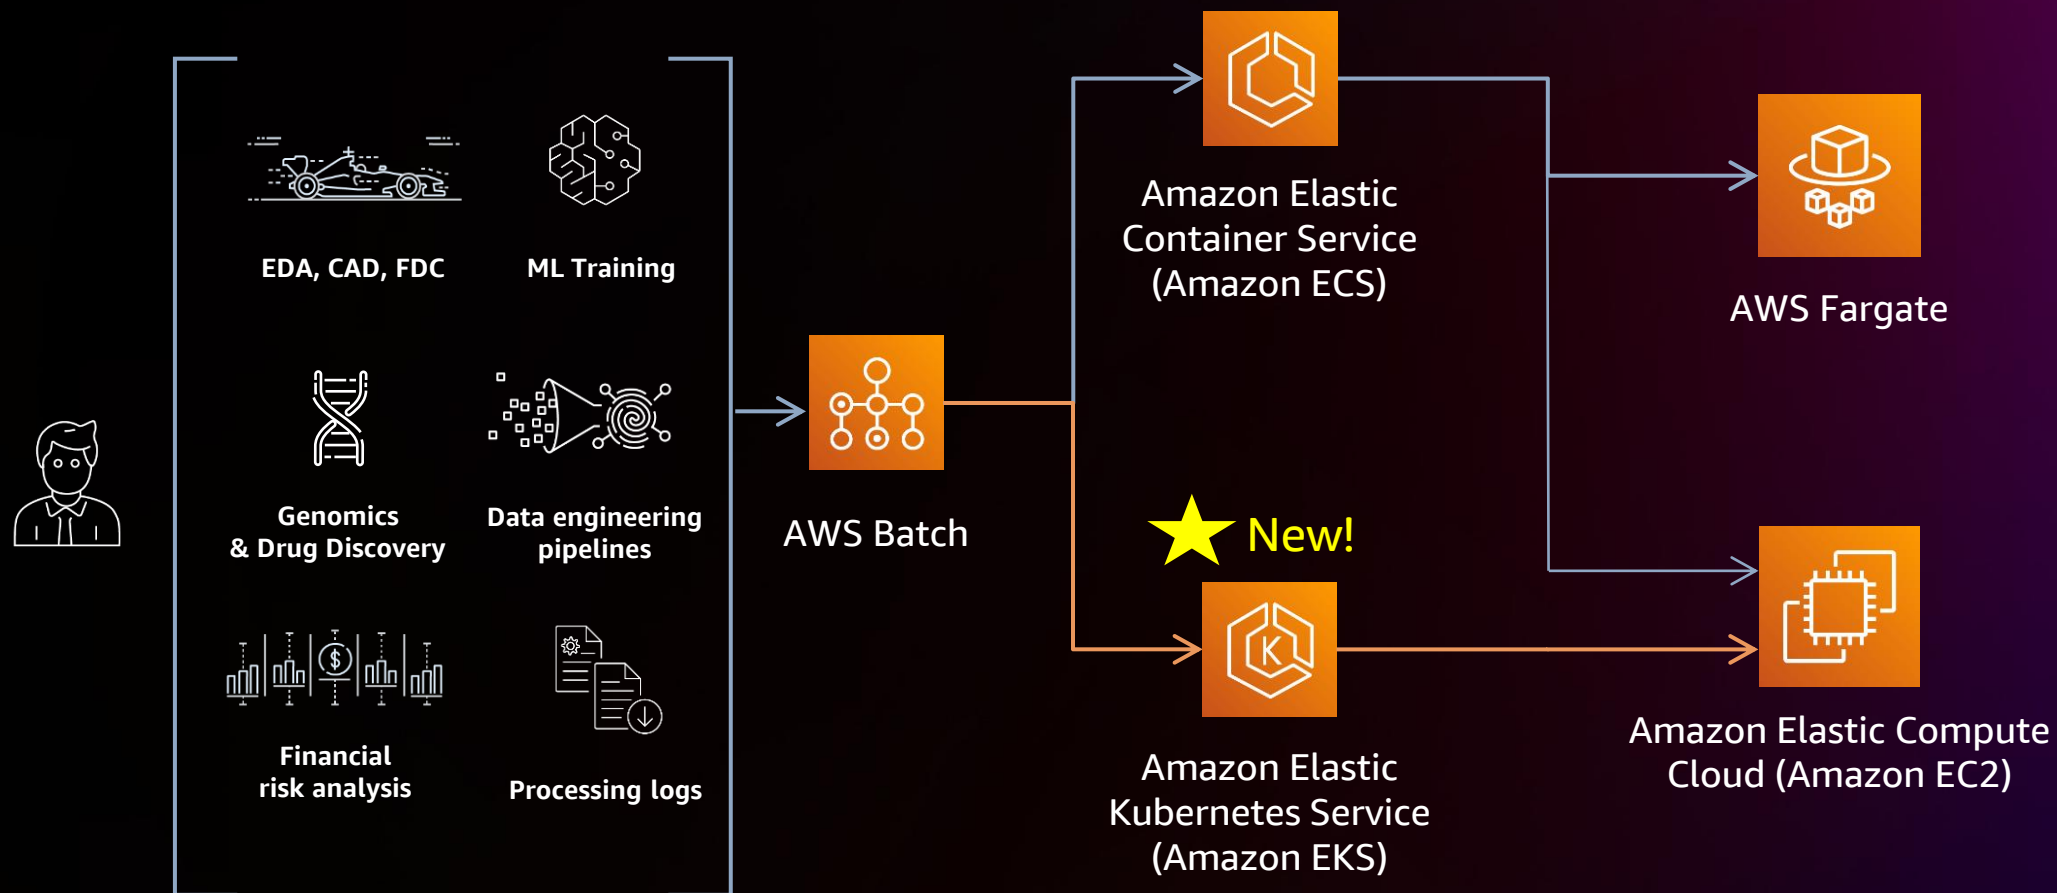 EDA, CAD, FDC
ML Training
Genomics
& Drug Discovery
Data engineering
pipelines
Financial
risk analysis
Processing logs
AWS Batch
Amazon Elastic
Container Service
(Amazon ECS)
New!
K
Amazon Elastic
Kubernetes Service
(Amazon EKS)
AWS Fargate
Amazon Elastic Compute
Cloud (Amazon EC2)
$